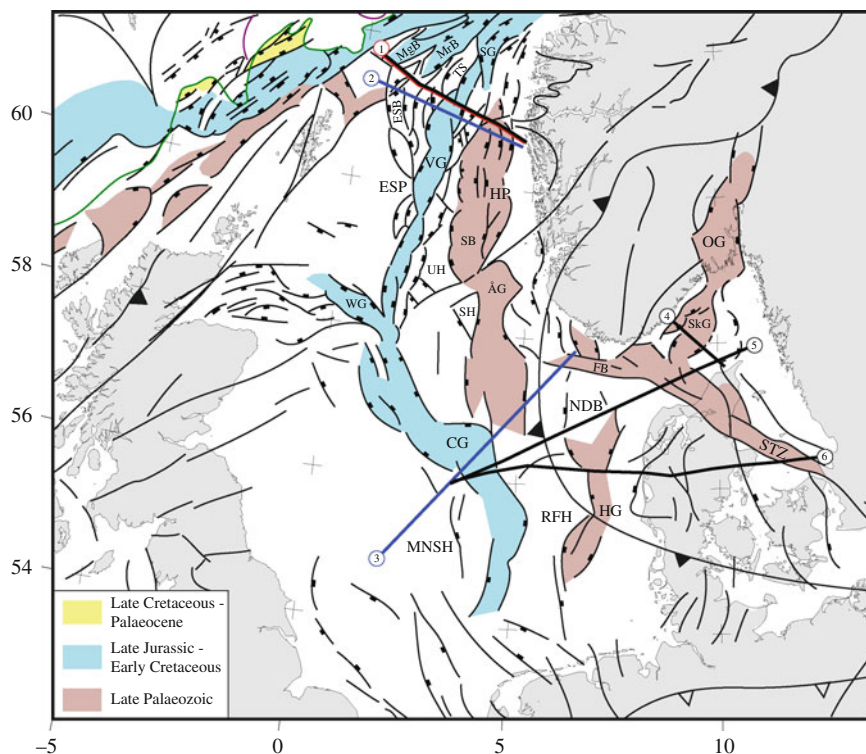 1
MgB
MrB
SG
TS
2
60
ESB
VG
ESP
HP
OG
SB
58
UH
ÅG
WG
SH
4
SkG
5
FB
56
NDB
CG
STZ
6
RFH
HG
MNSH
54
3
Late Cretaceous -
Palaeocene
Late Jurassic -
Early Cretaceous
Late Palaeozoic
−5
0
5
10